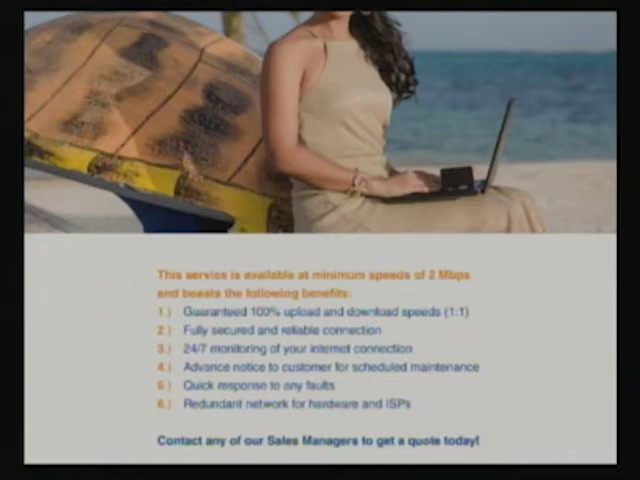 This service is available at minimum speeds of 2 Mbps
and boasts the following benefits:
1.) Guaranteed 100% upload and download speeds (1:1)
2.) Fully secured and reliable connection
3.) 24/7 monitoring of your internet connection
4.) Advance notice to customer for scheduled maintenance
5.) Quick response to any faults
6.) Redundant network for hardware and ISPs
Contact any of our Sales Managers to get a quote today!